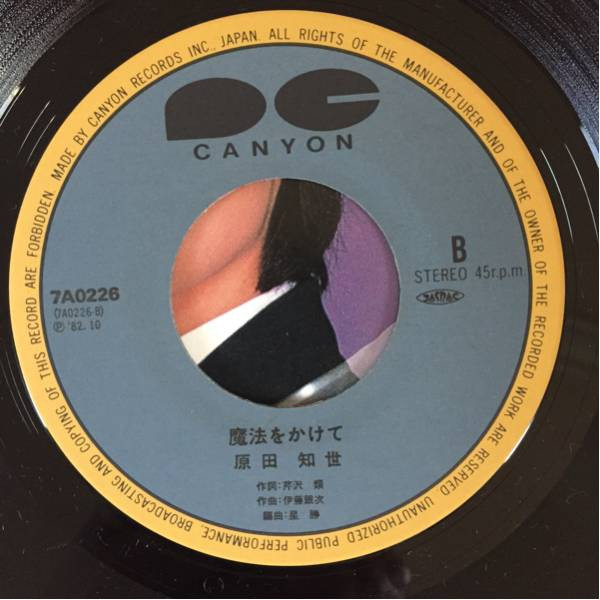 MADE BY CANYON RECORDS INC., JAPAN. ALL RIGHTS OF THE MANUFACTURER AND OF THE OWNER OF THE RECORDED WORK ARE RESERVED. UNAUTHORIZED PUBLIC PERFORMANCE, BROADCASTING AND COPYING OF THIS RECORD ARE FORBIDDEN.
CANYON
B
STEREO 45r.p.m.
JASRAC
7A0226
(7A0226-B)
Ⓟ '82. 10
魔法をかけて
原田 知世
作詞:芹沢 類
作曲:伊藤銀次
編曲:星 勝